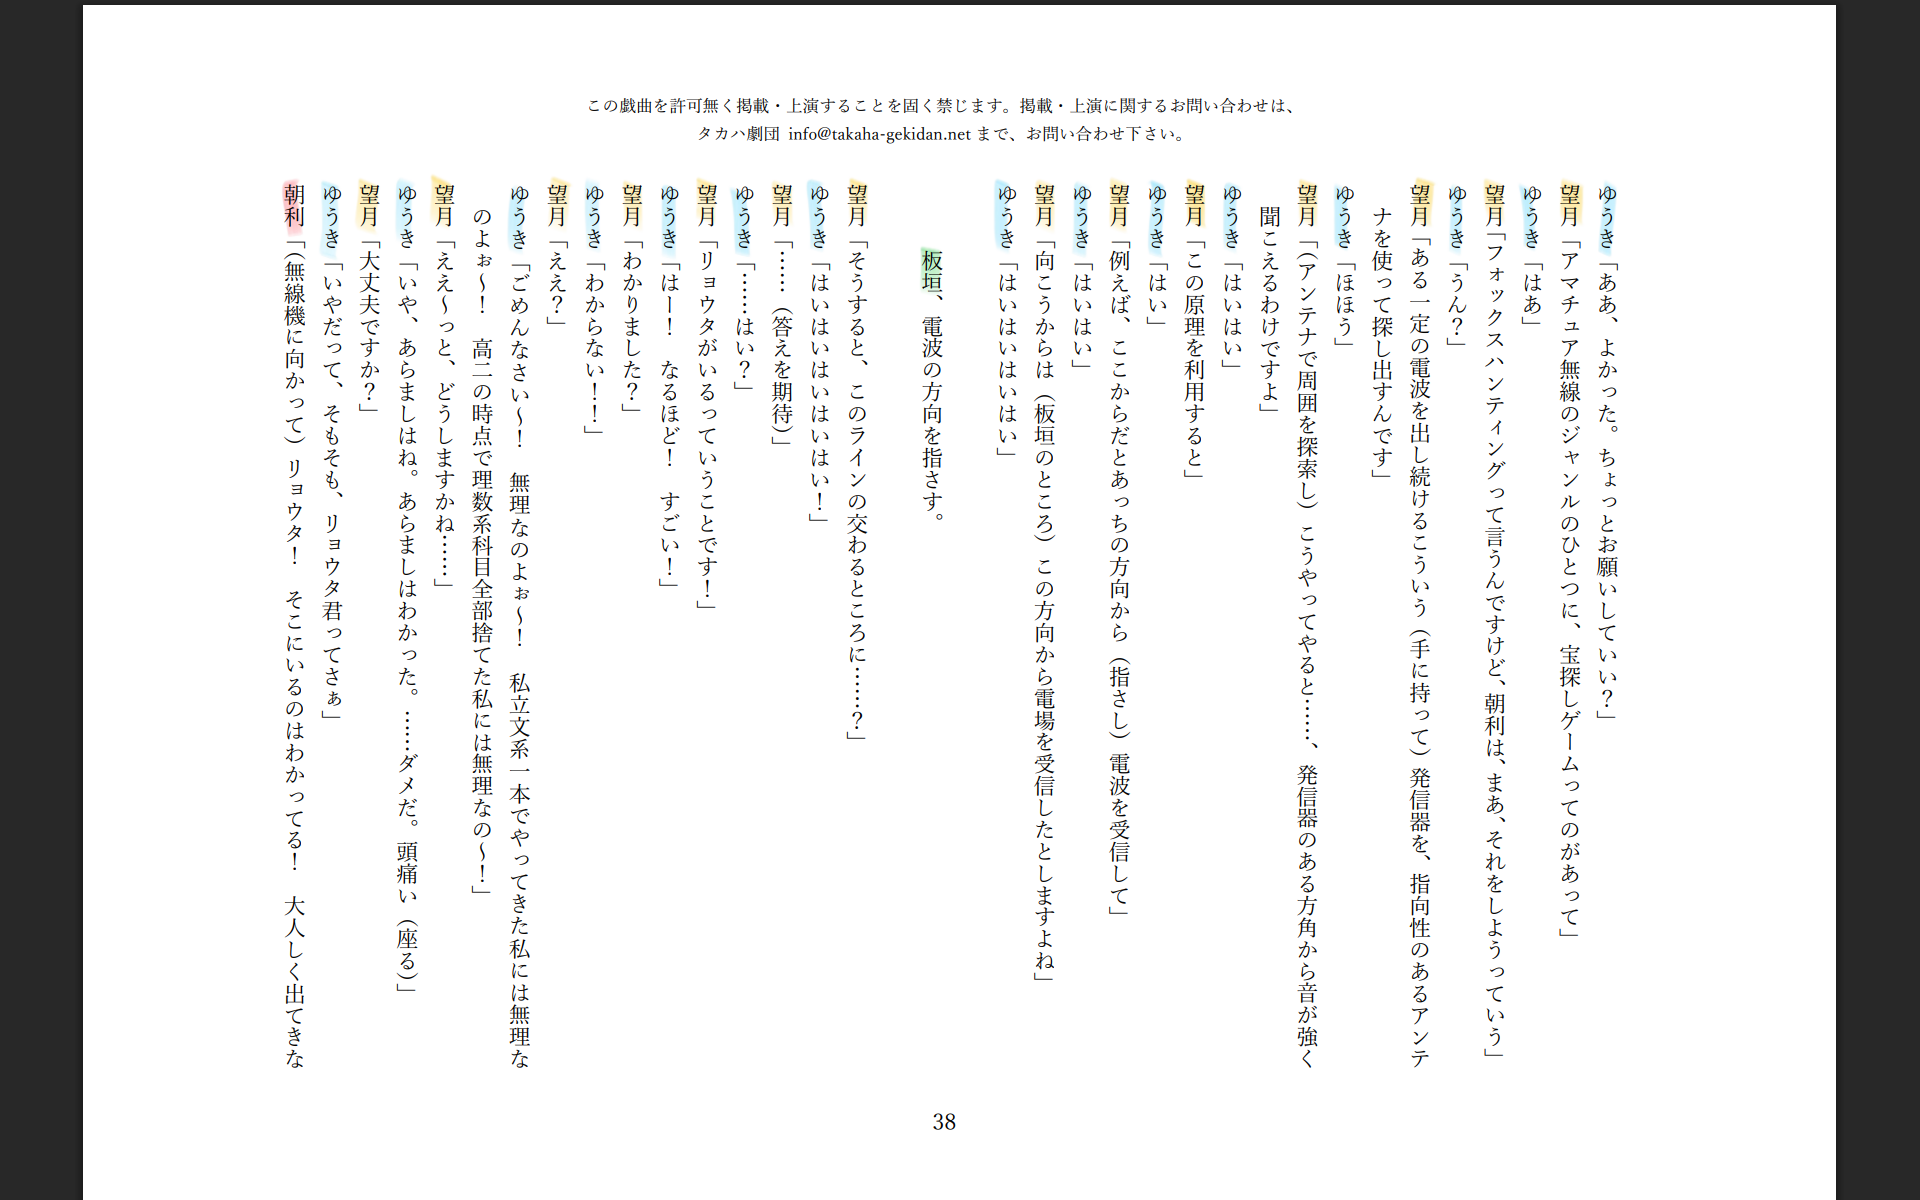 この戯曲を許可無く掲載・上演することを固く禁じます。掲載・上演に関するお問い合わせは、
タカハ劇団 info@takaha-gekidan.net まで、お問い合わせ下さい。
ゆうき「ああ、よかった。ちょっとお願いしていい？」
望月「アマチュア無線のジャンルのひとつに、宝探しゲームってのがあって」
ゆうき「はあ」
望月「フォックスハンティングって言うんですけど、朝利は、まあ、それをしようっていう」
ゆうき「うん？」
望月「ある一定の電波を出し続けるこういう（手に持って）発信器を、指向性のあるアンテ
ナを使って探し出すんです」
ゆうき「ほほう」
望月「（アンテナで周囲を探索し）こうやってやると……、発信器のある方角から音が強く
聞こえるわけですよ」
ゆうき「はいはい」
望月「この原理を利用すると」
ゆうき「はい」
望月「例えば、ここからだとあっちの方向から（指さし）電波を受信して」
ゆうき「はいはい」
望月「向こうからは（板垣のところ）この方向から電場を受信したとしますよね」
ゆうき「はいはいはいはい」
板垣、電波の方向を指さす。
望月「そうすると、このラインの交わるところに……？」
ゆうき「はいはいはいはいはい！」
望月「……（答えを期待）」
ゆうき「……はい？」
望月「リョウタがいるっていうことです！」
ゆうき「はー！　なるほど！　すごい！」
望月「わかりました？」
ゆうき「わからない！！」
望月「ええ？」
ゆうき「ごめんなさい～！　無理なのよぉ～！　私立文系一本でやってきた私には無理な
のよぉ～！　高二の時点で理数系科目全部捨てた私には無理なの～！」
望月「ええ～っと、どうしますかね……」
ゆうき「いや、あらましはね。あらましはわかった。……ダメだ。頭痛い（座る）」
望月「大丈夫ですか？」
ゆうき「いやだって、そもそも、リョウタ君ってさぁ」
朝利「（無線機に向かって）リョウタ！　そこにいるのはわかってる！　大人しく出てきな
38